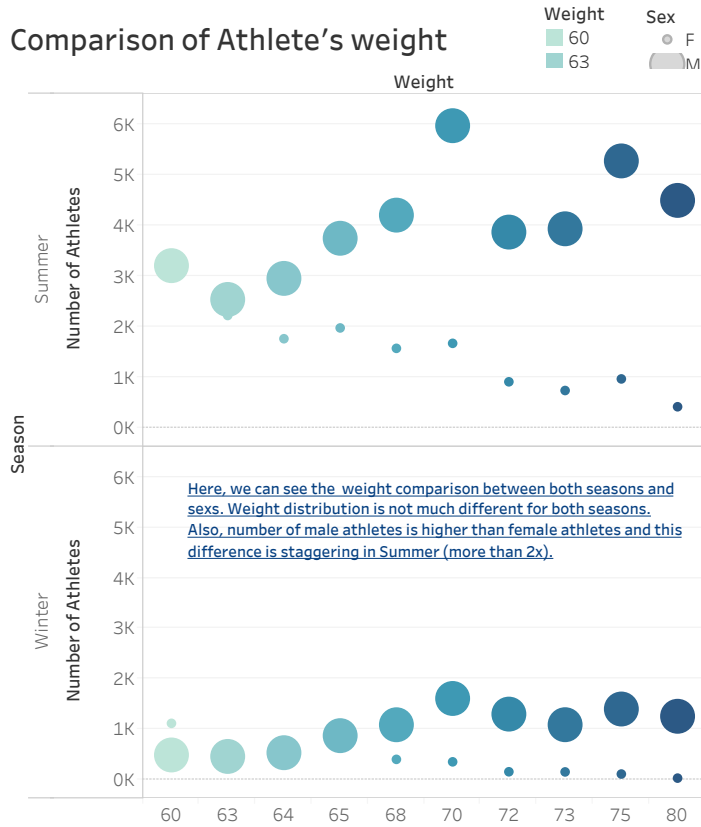 Comparison of Athlete's weight
Weight
60
63
Sex
F
M
Weight
Season
Summer
Number of Athletes
6K
5K
4K
3K
2K
1K
0K
Winter
Number of Athletes
6K
5K
4K
3K
2K
1K
0K
Here, we can see the weight comparison between both seasons and
sexs. Weight distribution is not much different for both seasons.
Also, number of male athletes is higher than female athletes and this
difference is staggering in Summer (more than 2x).
60 63 64 65 68 70 72 73 75 80